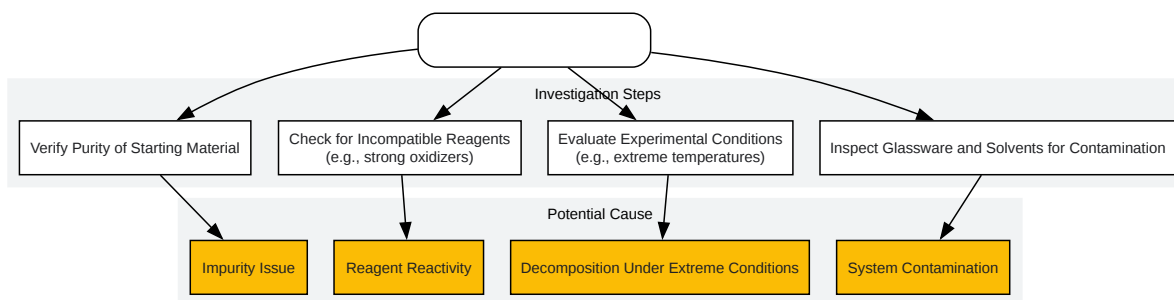 Investigation Steps
Verify Purity of Starting Material
Check for Incompatible Reagents
(e.g., strong oxidizers)
Evaluate Experimental Conditions
(e.g., extreme temperatures)
Inspect Glassware and Solvents for Contamination
Potential Cause
Impurity Issue
Reagent Reactivity
Decomposition Under Extreme Conditions
System Contamination